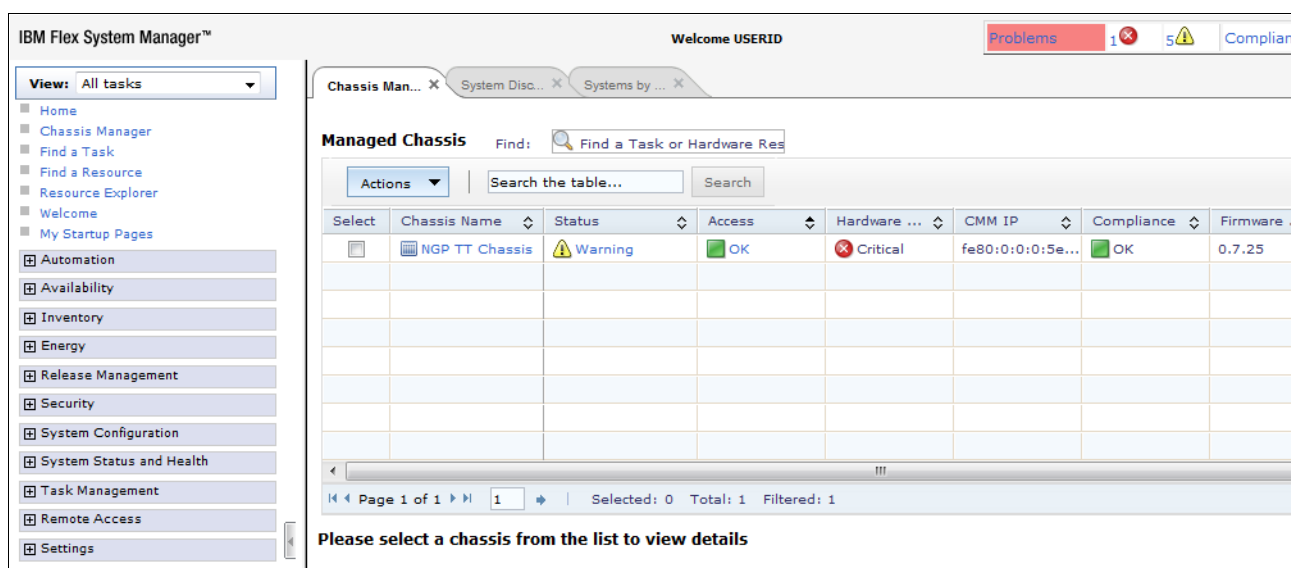 IBM Flex System Manager™
Welcome USERID
Problems 1 5 Complian
View: All tasks
Home
Chassis Manager
Find a Task
Find a Resource
Resource Explorer
Welcome
My Startup Pages
Automation
Availability
Inventory
Energy
Release Management
Security
System Configuration
System Status and Health
Task Management
Remote Access
Settings
Chassis Man... System Disc... Systems by ...
Managed Chassis Find: Find a Task or Hardware Res
Actions Search the table... Search
Select Chassis Name Status Access Hardware ... CMM IP Compliance Firmware .
NGP TT Chassis Warning OK Critical fe80:0:0:0:5e... OK 0.7.25
Page 1 of 1 1 Selected: 0 Total: 1 Filtered: 1
Please select a chassis from the list to view details